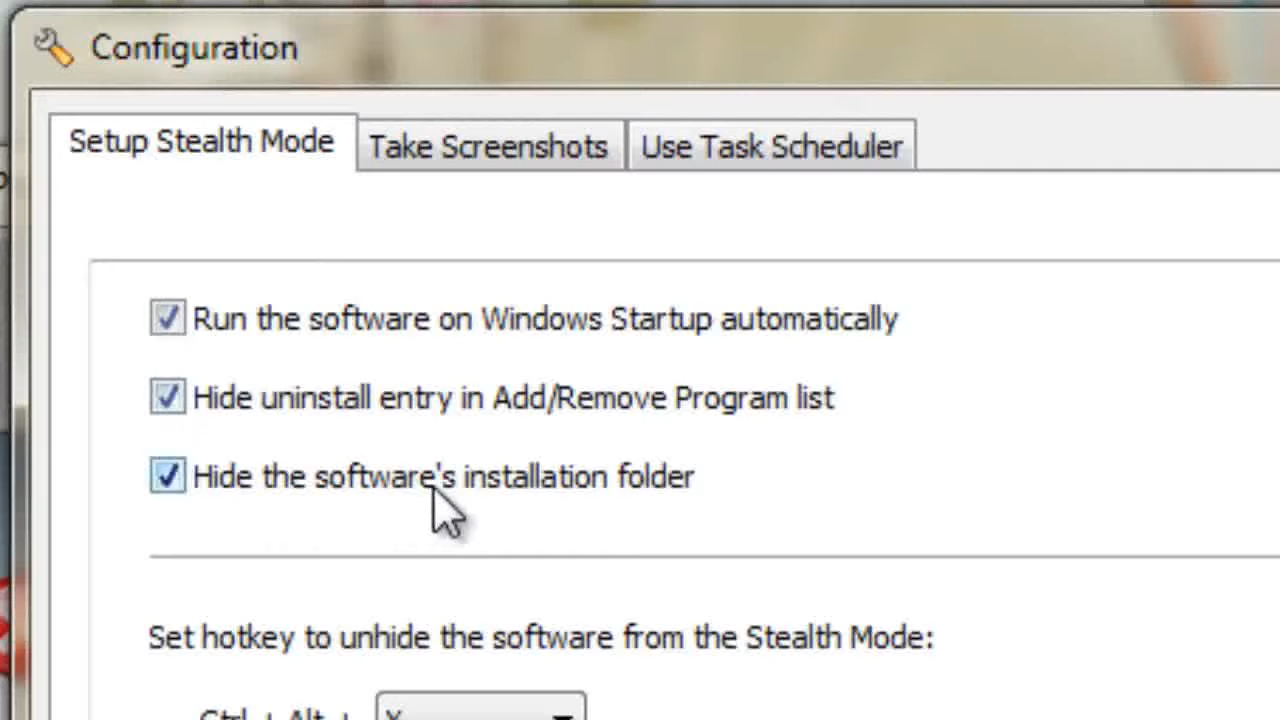 Configuration
Setup Stealth Mode
Take Screenshots
Use Task Scheduler
Run the software on Windows Startup automatically
Hide uninstall entry in Add/Remove Program list
Hide the software's installation folder
Set hotkey to unhide the software from the Stealth Mode:
Ctrl + Alt +